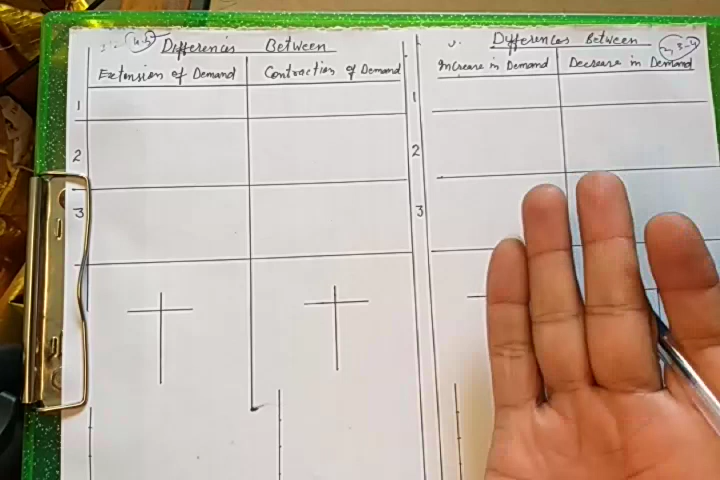 Differences Between
Extension of Demand Contraction of Demand
1
2
3
Differences Between
Increase in Demand Decrease in Demand
1
2
3